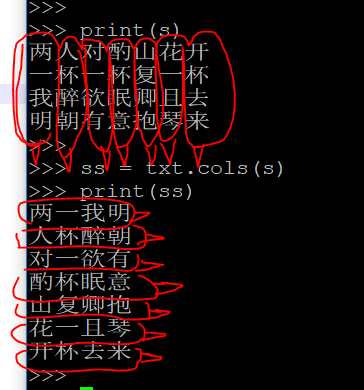 >>>
>>> print(s)
两人对酌山花开
一杯一杯复一杯
我醉欲眠卿且去
明朝有意抱琴来
>>>
>>> ss = txt.cols(s)
>>> print(ss)
两一我明
人杯醉朝
对一欲有
酌杯眠意
山复卿抱
花一且琴
开杯去来
>>>